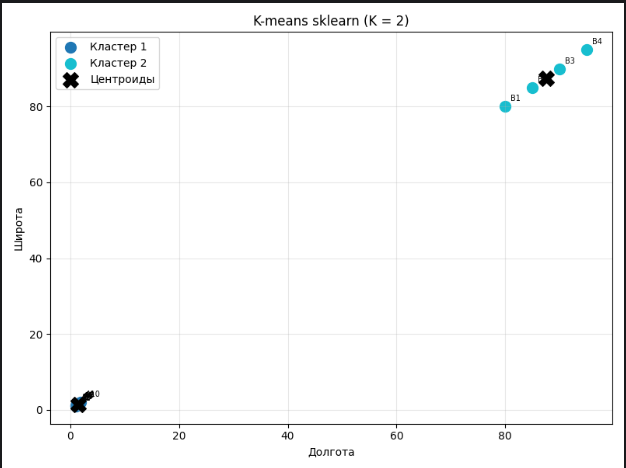 K-means sklearn (K = 2)
Кластер 1
Кластер 2
Центроиды
B4
B3
B1
80
60
40
20
0
Широта
0
20
40
60
80
Долгота